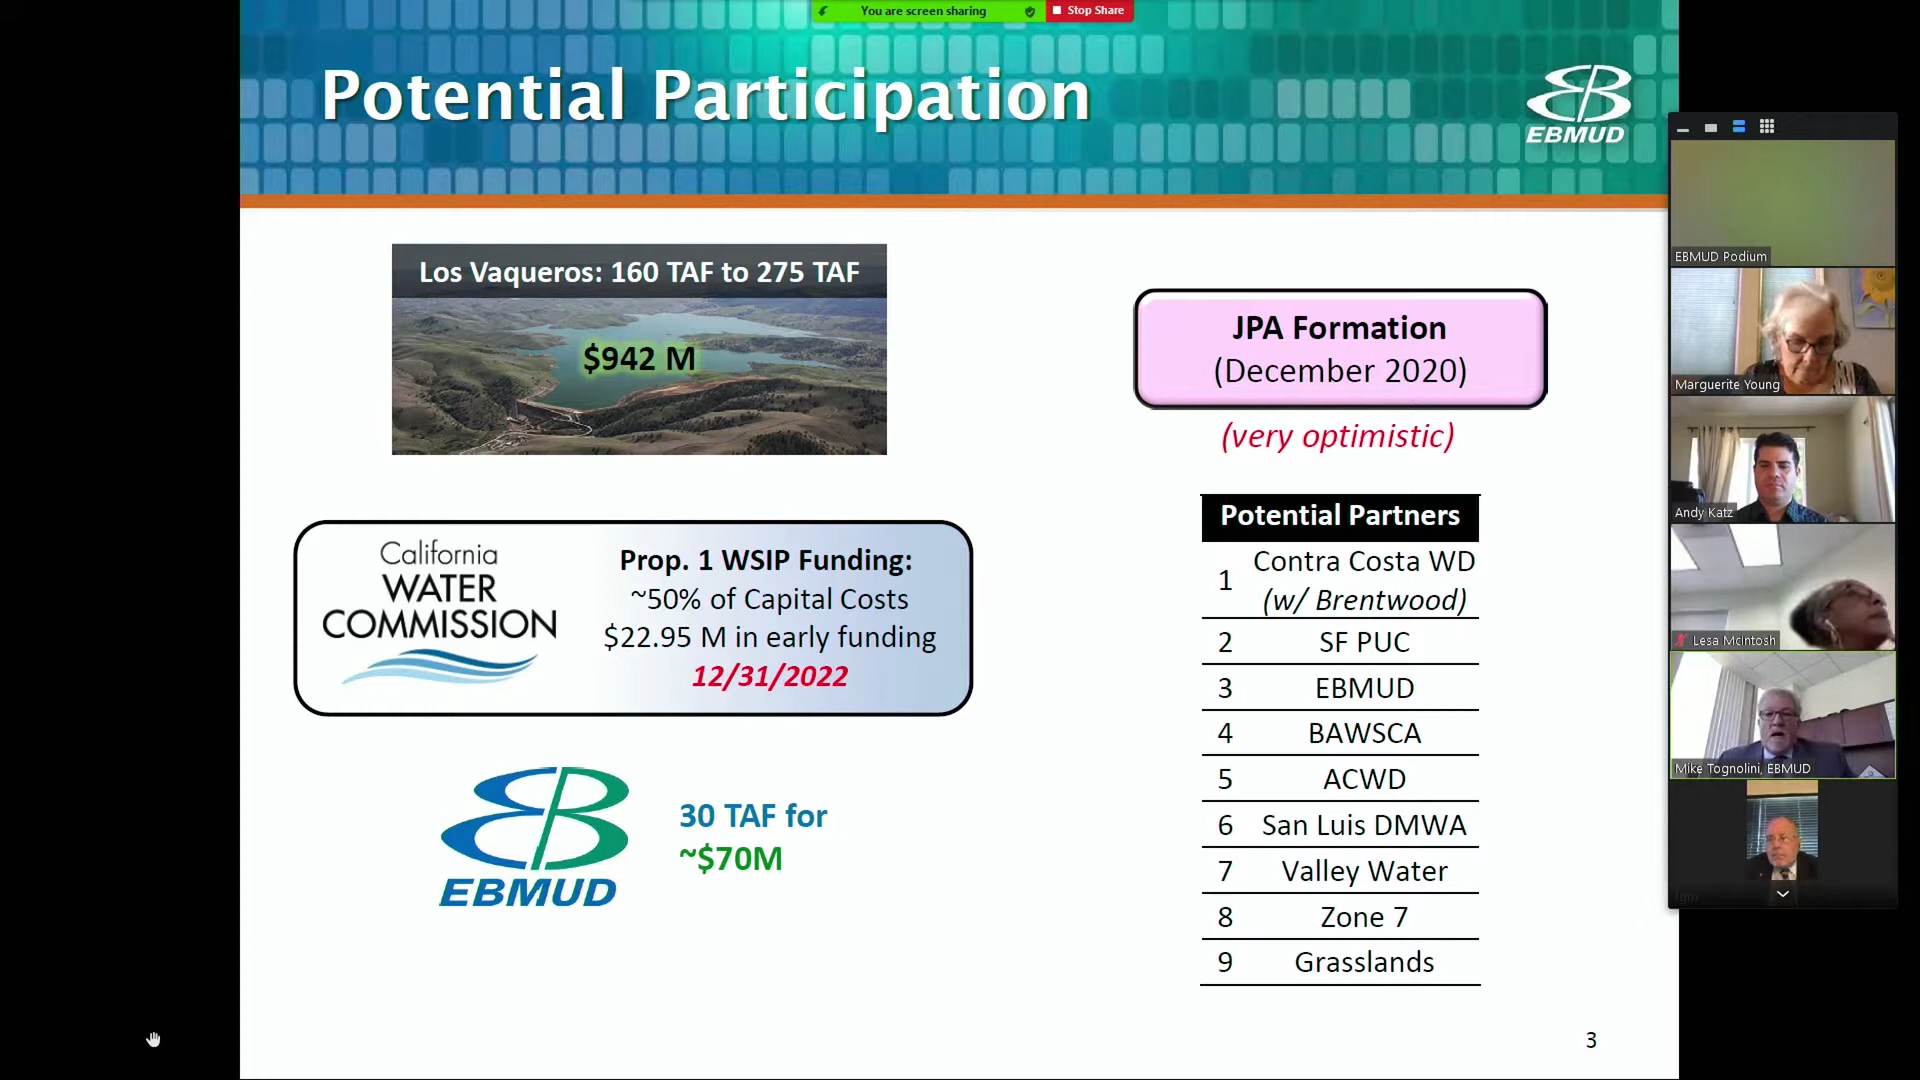 You are screen sharing
Stop Share
Potential Participation
EBMUD
Los Vaqueros: 160 TAF to 275 TAF
$942 M
JPA Formation
(December 2020)
(very optimistic)
California
WATER
COMMISSION
Prop. 1 WSIP Funding:
~50% of Capital Costs
$22.95 M in early funding
12/31/2022
EBMUD
30 TAF for
~$70M
Potential Partners
1 Contra Costa WD
(w/ Brentwood)
2 SF PUC
3 EBMUD
4 BAWSCA
5 ACWD
6 San Luis DMWA
7 Valley Water
8 Zone 7
9 Grasslands
3
EBMUD Podium
Marguerite Young
Andy Katz
Lesa McIntosh
Mike Tognolini, EBMUD